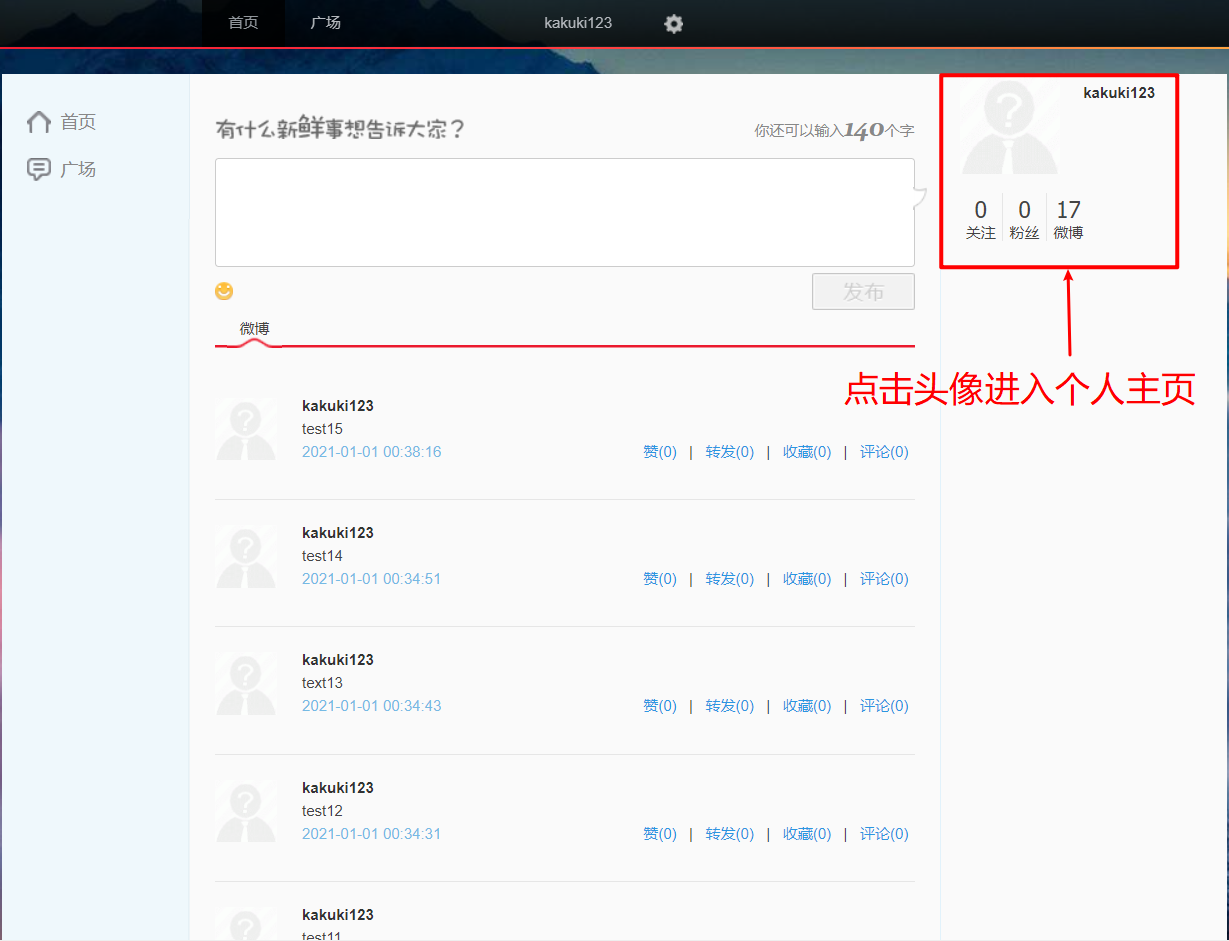 首页 广场 kakuki123
首页
广场
有什么新鲜事想告诉大家？ 你还可以输入140个字
发布
微博
kakuki123
0 0 17
关注 粉丝 微博
点击头像进入个人主页
kakuki123
test15
2021-01-01 00:38:16 赞(0) | 转发(0) | 收藏(0) | 评论(0)
kakuki123
test14
2021-01-01 00:34:51 赞(0) | 转发(0) | 收藏(0) | 评论(0)
kakuki123
text13
2021-01-01 00:34:43 赞(0) | 转发(0) | 收藏(0) | 评论(0)
kakuki123
test12
2021-01-01 00:34:31 赞(0) | 转发(0) | 收藏(0) | 评论(0)
kakuki123
test11